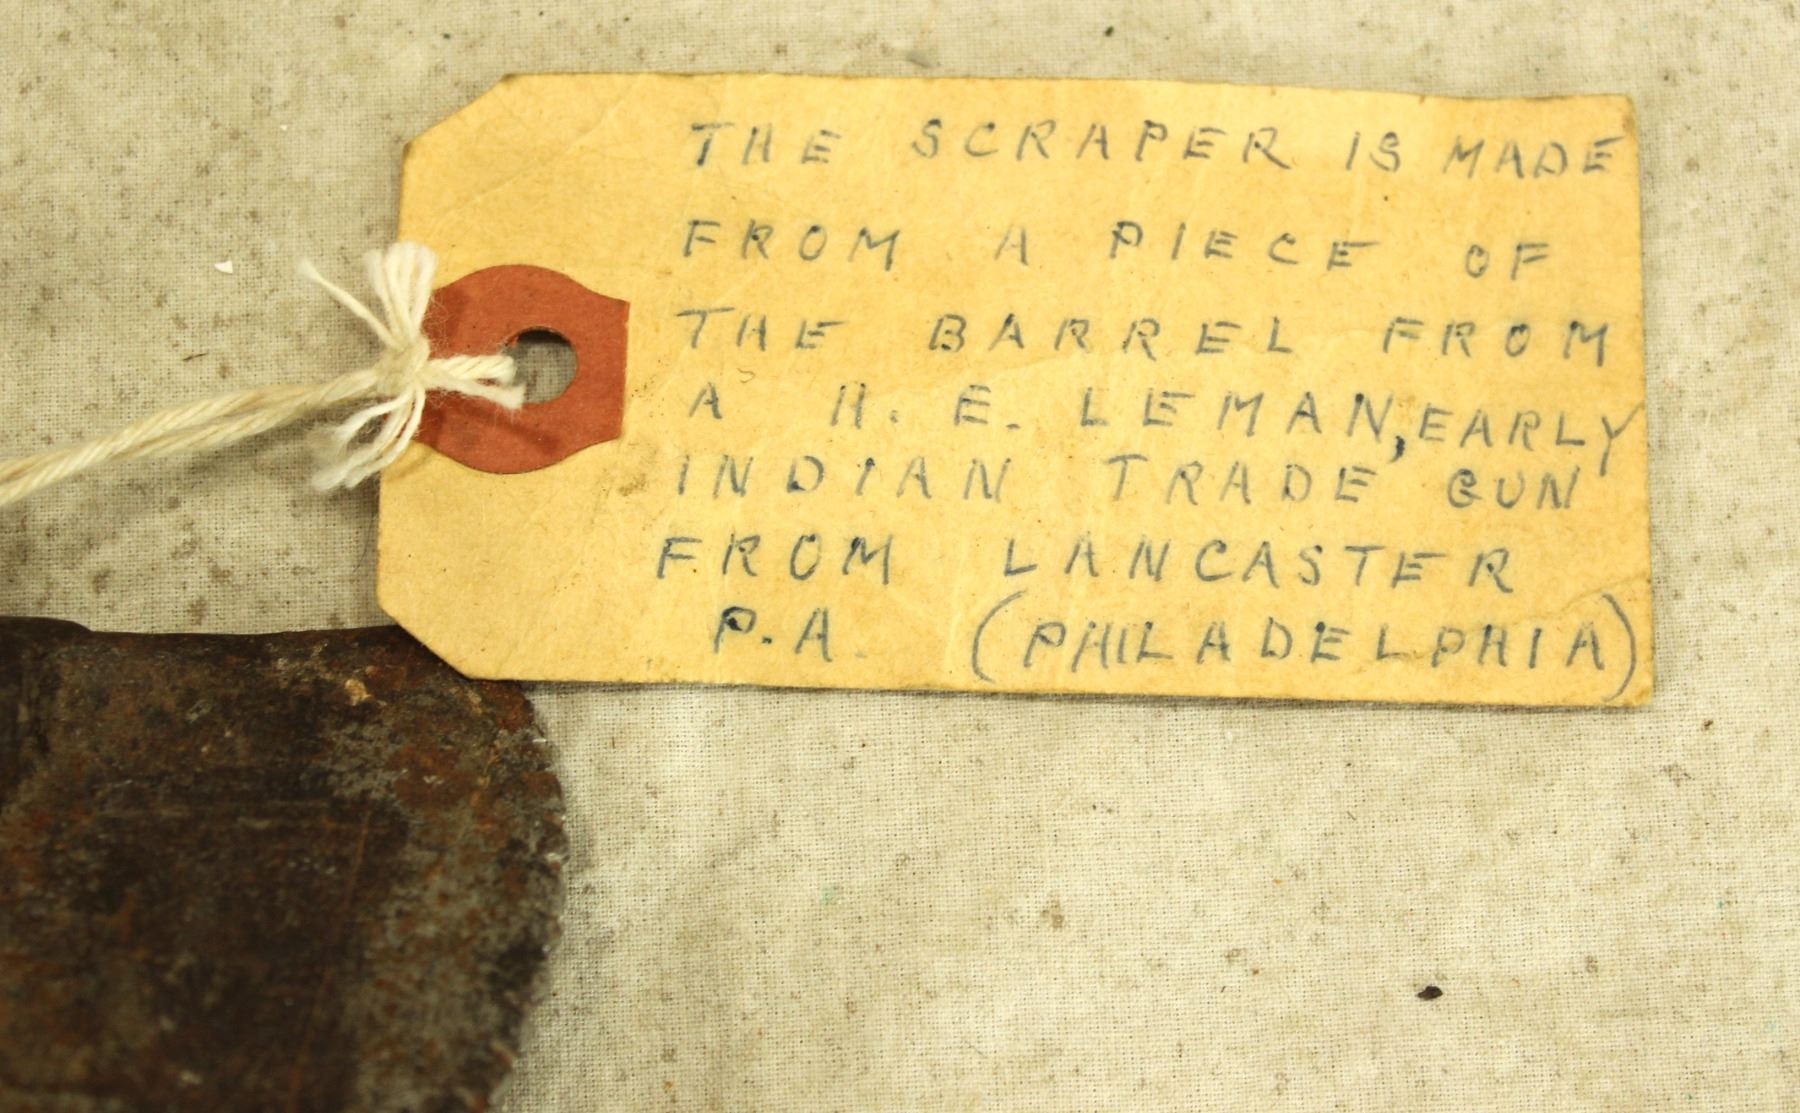 THE SCRAPER IS MADE
FROM A PIECE OF
THE BARREL FROM
A H. E. LEMAN, EARLY
INDIAN TRADE GUN
FROM LANCASTER
P.A. (PHILADELPHIA)